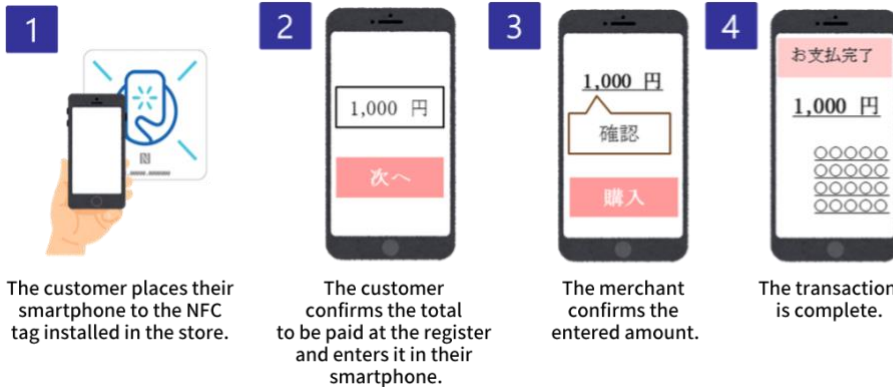 1
The customer places their
smartphone to the NFC
tag installed in the store.
2
1,000 円
次へ
The customer
confirms the total
to be paid at the register
and enters it in their
smartphone.
3
1,000 円
確認
購入
The merchant
confirms the
entered amount.
4
お支払完了
1,000 円
○○○○○
○○○○○
○○○○○
○○○○○
The transaction
is complete.